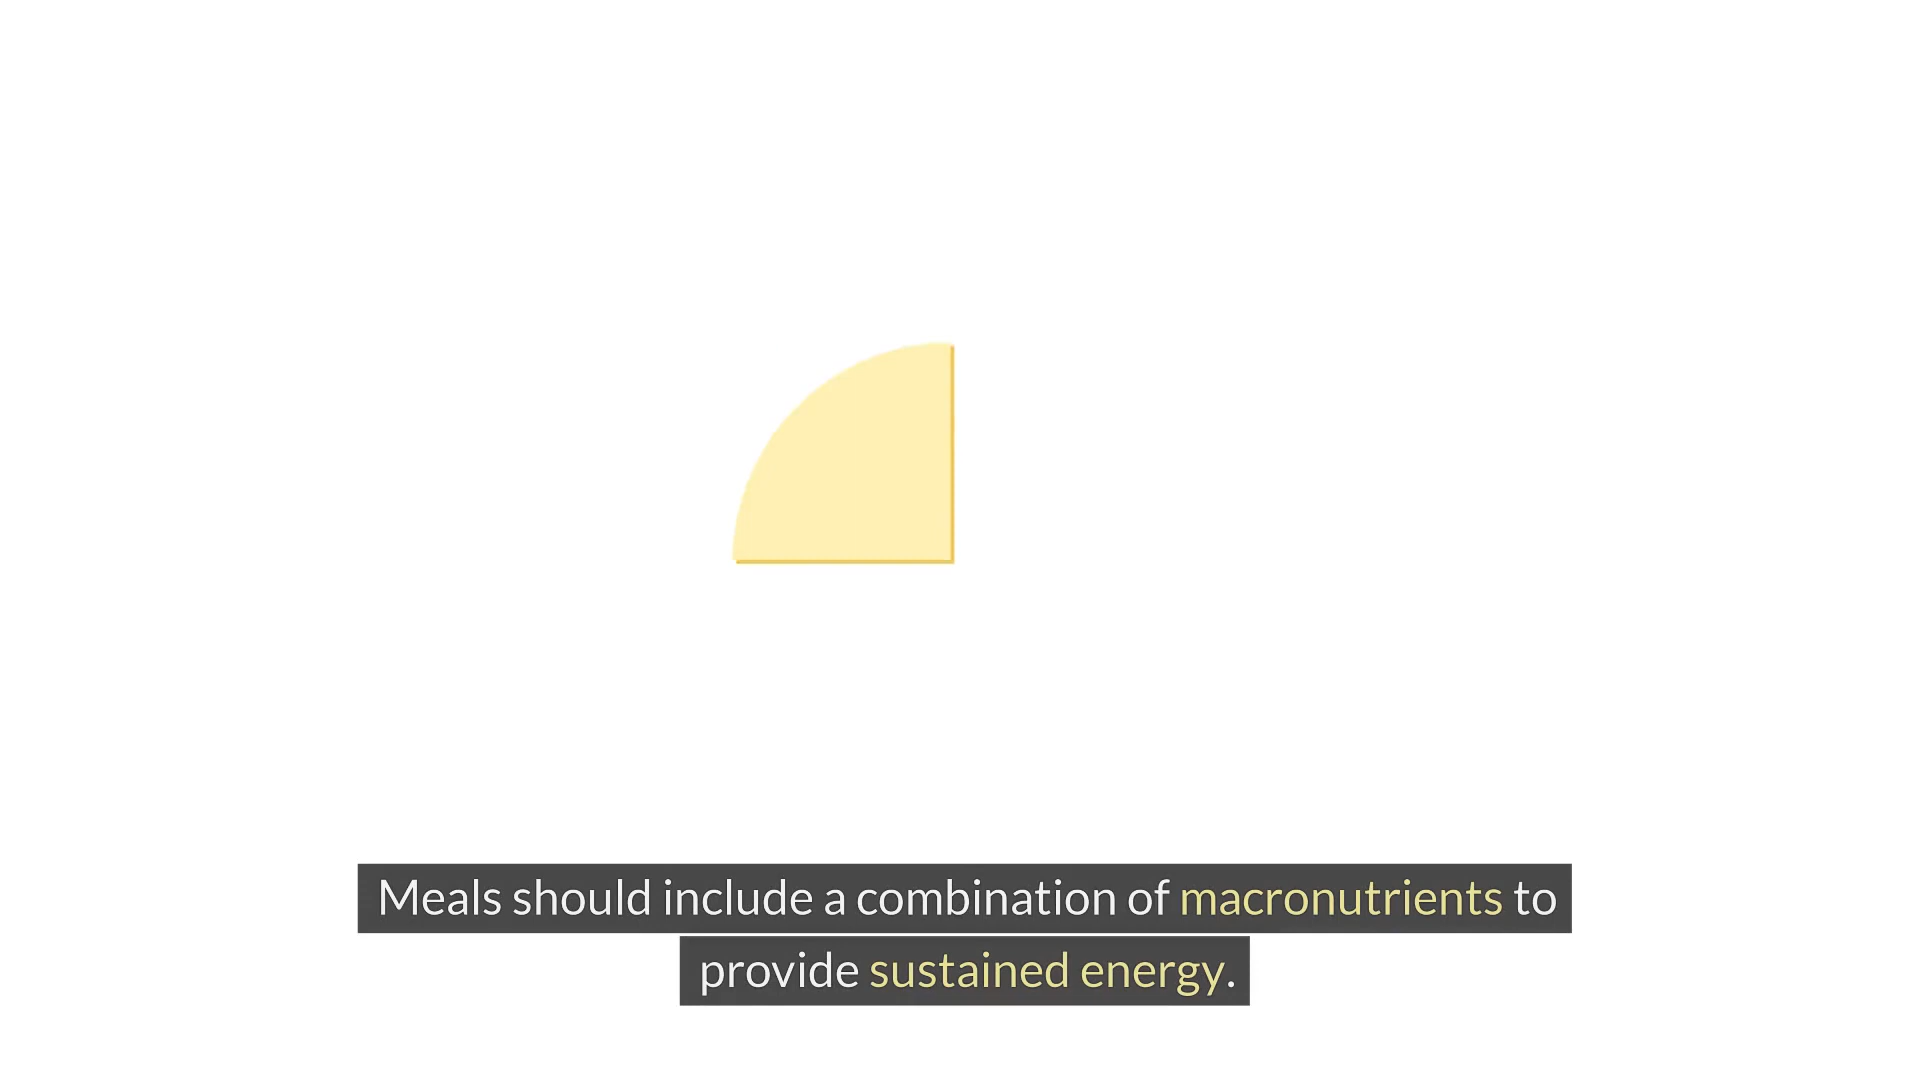 Meals should include a combination of macronutrients to
provide sustained energy.